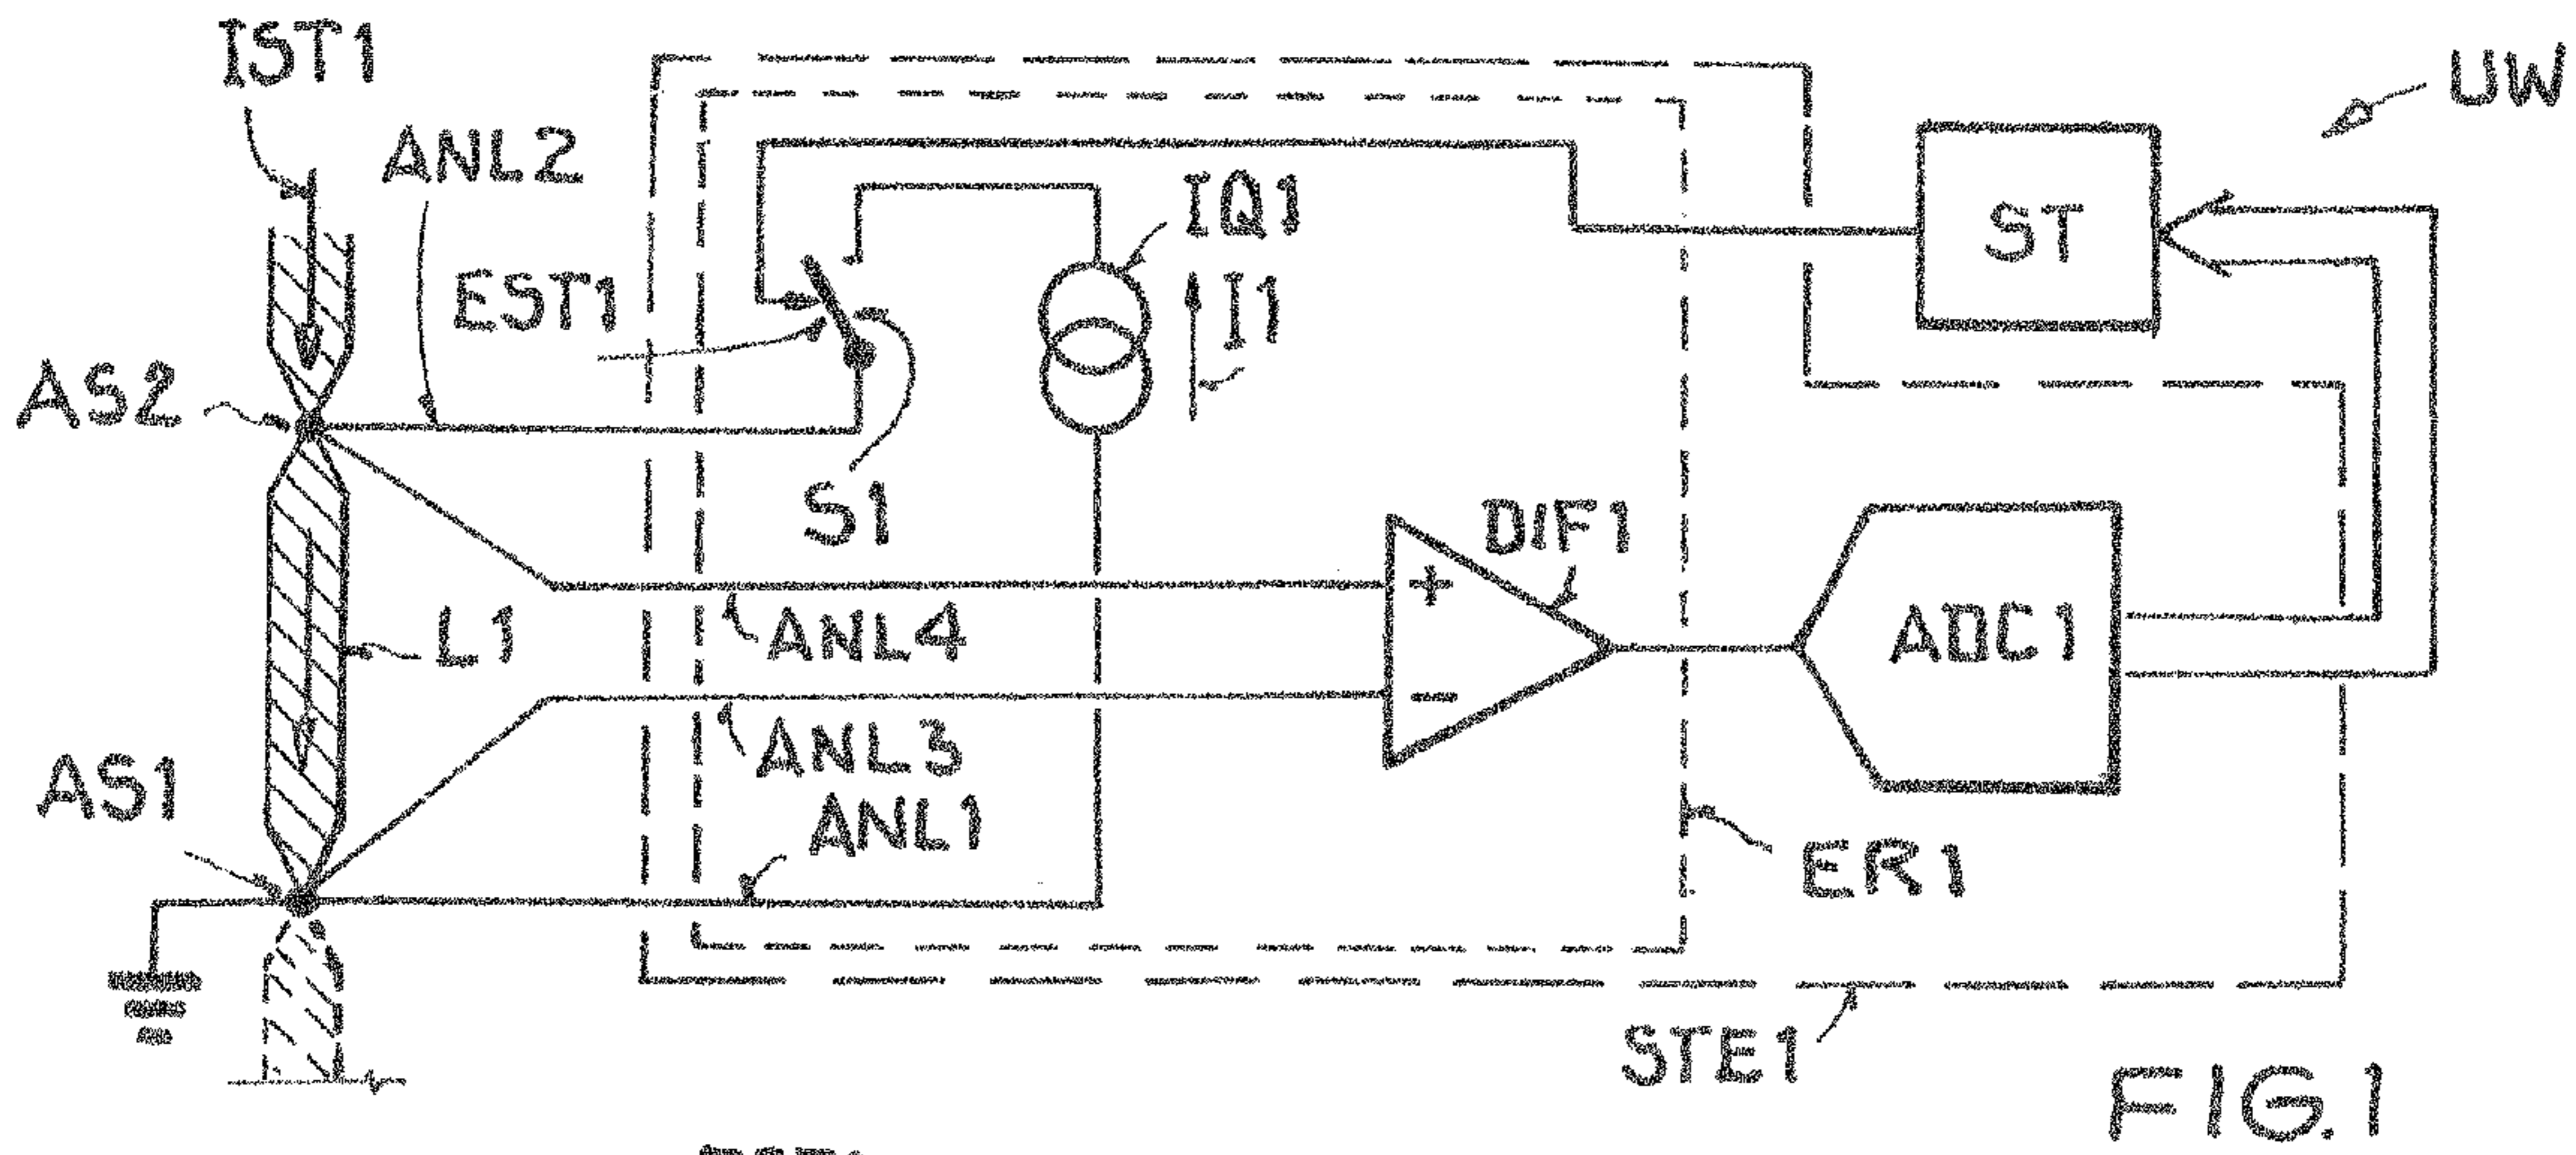 IST1
UW
ANL2
ST
IQ1
EST1
I1
AS2
S1
DIF1
+
L1
ANL4
ADC1
−
ANL3
AS1
ANL1
ER1
STE1
FIG. 1